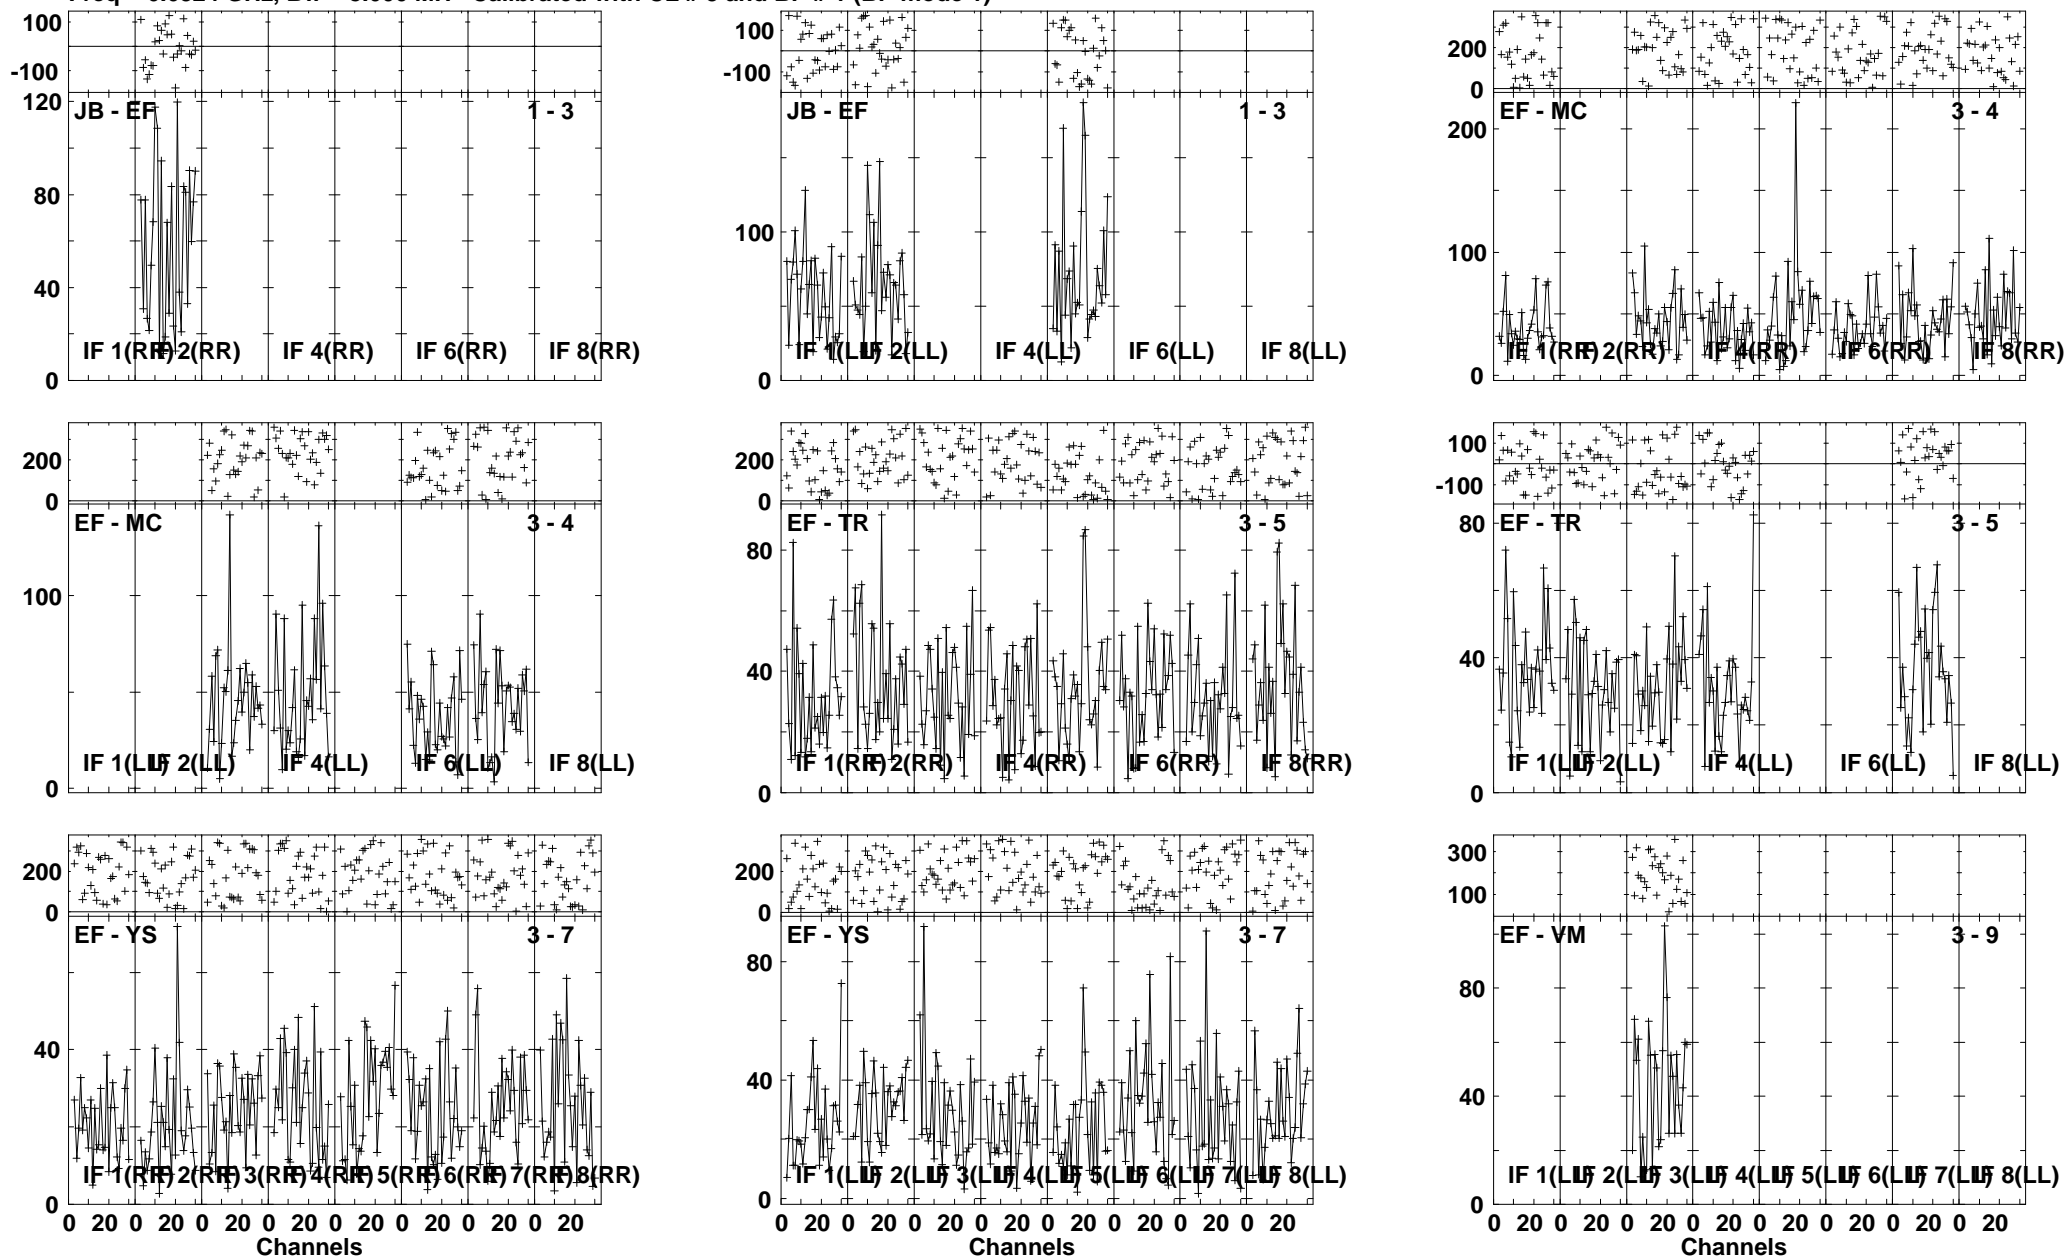 100
-100
120
80
40
0
JB - EF
1 - 3
IF 1(RR)
IF 2(RR)
IF 4(RR)
IF 6(RR)
IF 8(RR)
100
-100
100
0
JB - EF
1 - 3
IF 1(LL)
IF 2(LL)
IF 4(LL)
IF 6(LL)
IF 8(LL)
200
0
200
100
0
EF - MC
3 - 4
IF 1(RR)
IF 2(RR)
IF 4(RR)
IF 6(RR)
IF 8(RR)
200
0
100
0
EF - MC
3 - 4
IF 1(LL)
IF 2(LL)
IF 4(LL)
IF 6(LL)
IF 8(LL)
200
0
80
40
0
EF - TR
3 - 5
IF 1(RR)
IF 2(RR)
IF 4(RR)
IF 6(RR)
IF 8(RR)
100
-100
80
40
0
EF - TR
3 - 5
IF 1(LL)
IF 2(LL)
IF 4(LL)
IF 6(LL)
IF 8(LL)
200
0
40
0
EF - YS
3 - 7
IF 1(RR)
IF 2(RR)
IF 3(RR)
IF 4(RR)
IF 5(RR)
IF 6(RR)
IF 7(RR)
IF 8(RR)
0 20 0 20 0 20 0 20 0 20 0 20 0 20 0 20
Channels
200
0
80
40
0
EF - YS
3 - 7
IF 1(LL)
IF 2(LL)
IF 3(LL)
IF 4(LL)
IF 5(LL)
IF 6(LL)
IF 7(LL)
IF 8(LL)
0 20 0 20 0 20 0 20 0 20 0 20 0 20 0 20
Channels
300
100
80
40
0
EF - VM
3 - 9
IF 1(LL)
IF 2(LL)
IF 3(LL)
IF 4(LL)
IF 5(LL)
IF 6(LL)
IF 7(LL)
IF 8(LL)
0 20 0 20 0 20 0 20 0 20 0 20 0 20 0 20
Channels